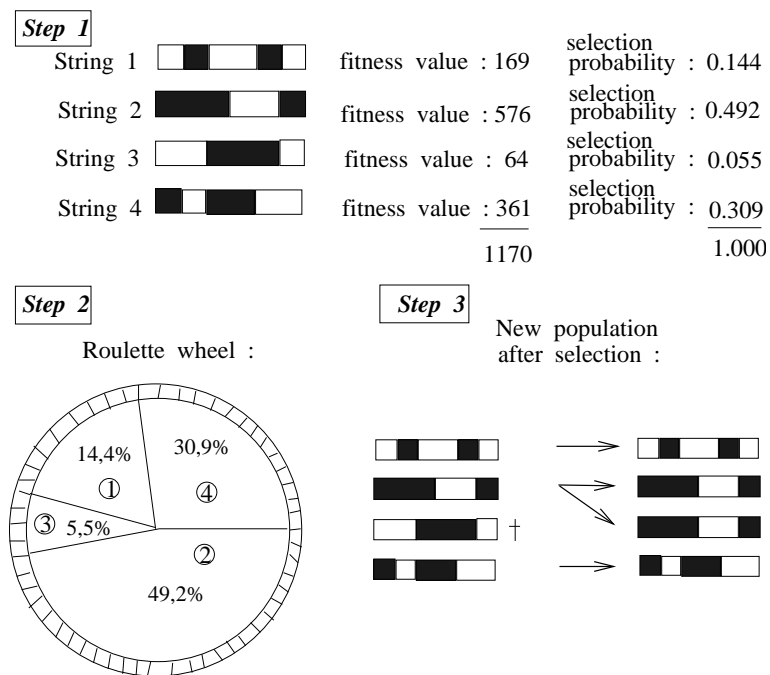 Step 1
String 1 fitness value : 169 selection probability : 0.144
String 2 fitness value : 576 selection probability : 0.492
String 3 fitness value : 64 selection probability : 0.055
String 4 fitness value : 361 selection probability : 0.309
1170 1.000
Step 2
Roulette wheel :
14,4%
30,9%
1
4
3 5,5%
2
49,2%
Step 3
New population
after selection :
†